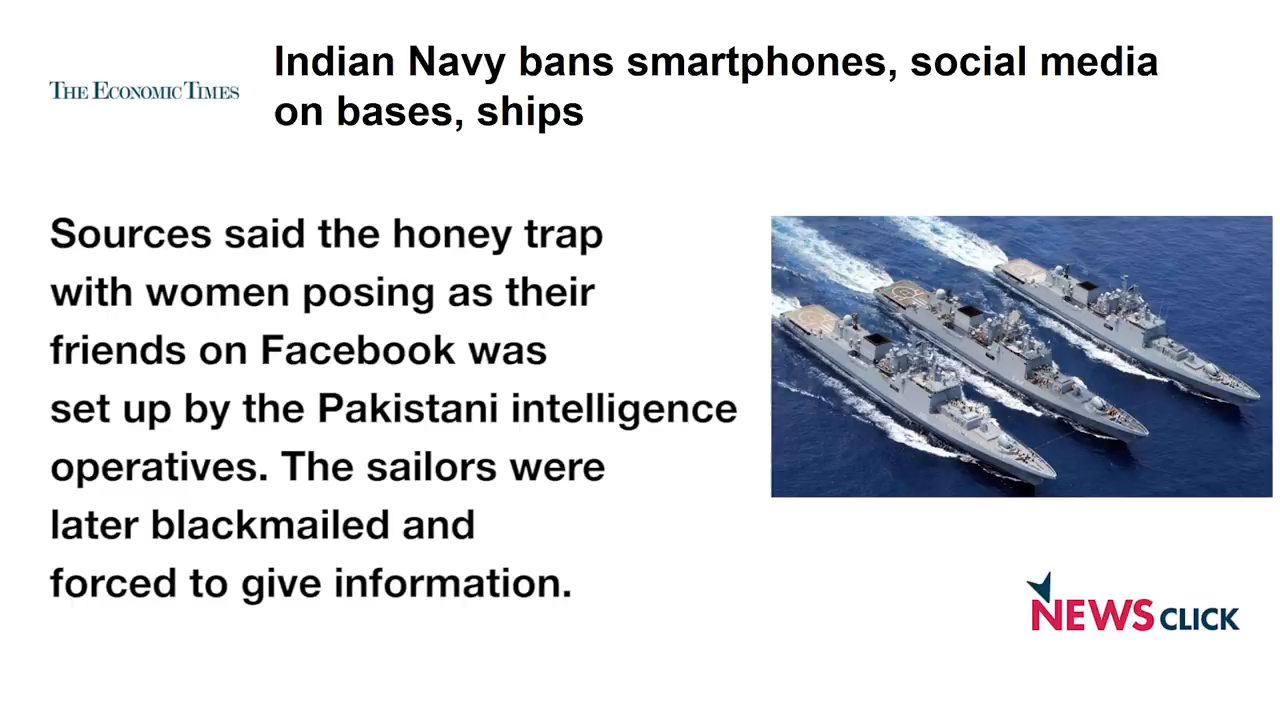 THE ECONOMIC TIMES
Indian Navy bans smartphones, social media
on bases, ships
Sources said the honey trap
with women posing as their
friends on Facebook was
set up by the Pakistani intelligence
operatives. The sailors were
later blackmailed and
forced to give information.
NEWSCLICK